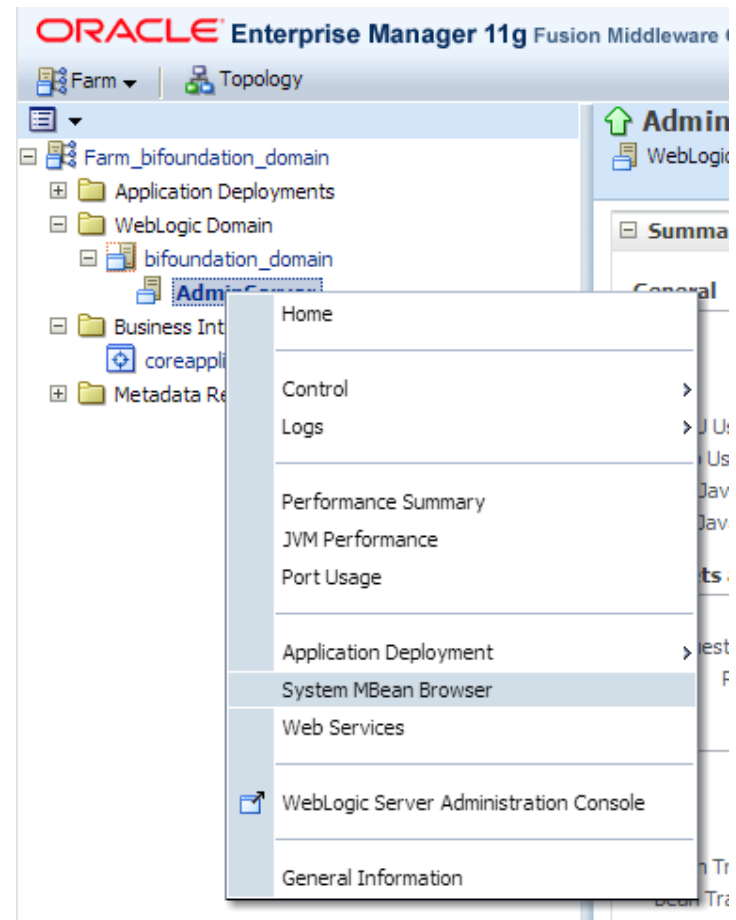 ORACLE Enterprise Manager 11g Fusion Middleware
Farm
Topology
Farm_bifoundation_domain
Application Deployments
WebLogic Domain
bifoundation_domain
Business
coreappli
Metadata
Admin
WebLogic
Summa
General
Home
Control
Logs
Performance Summary
JVM Performance
Port Usage
Application Deployment
System MBean Browser
Web Services
WebLogic Server Administration Console
General Information